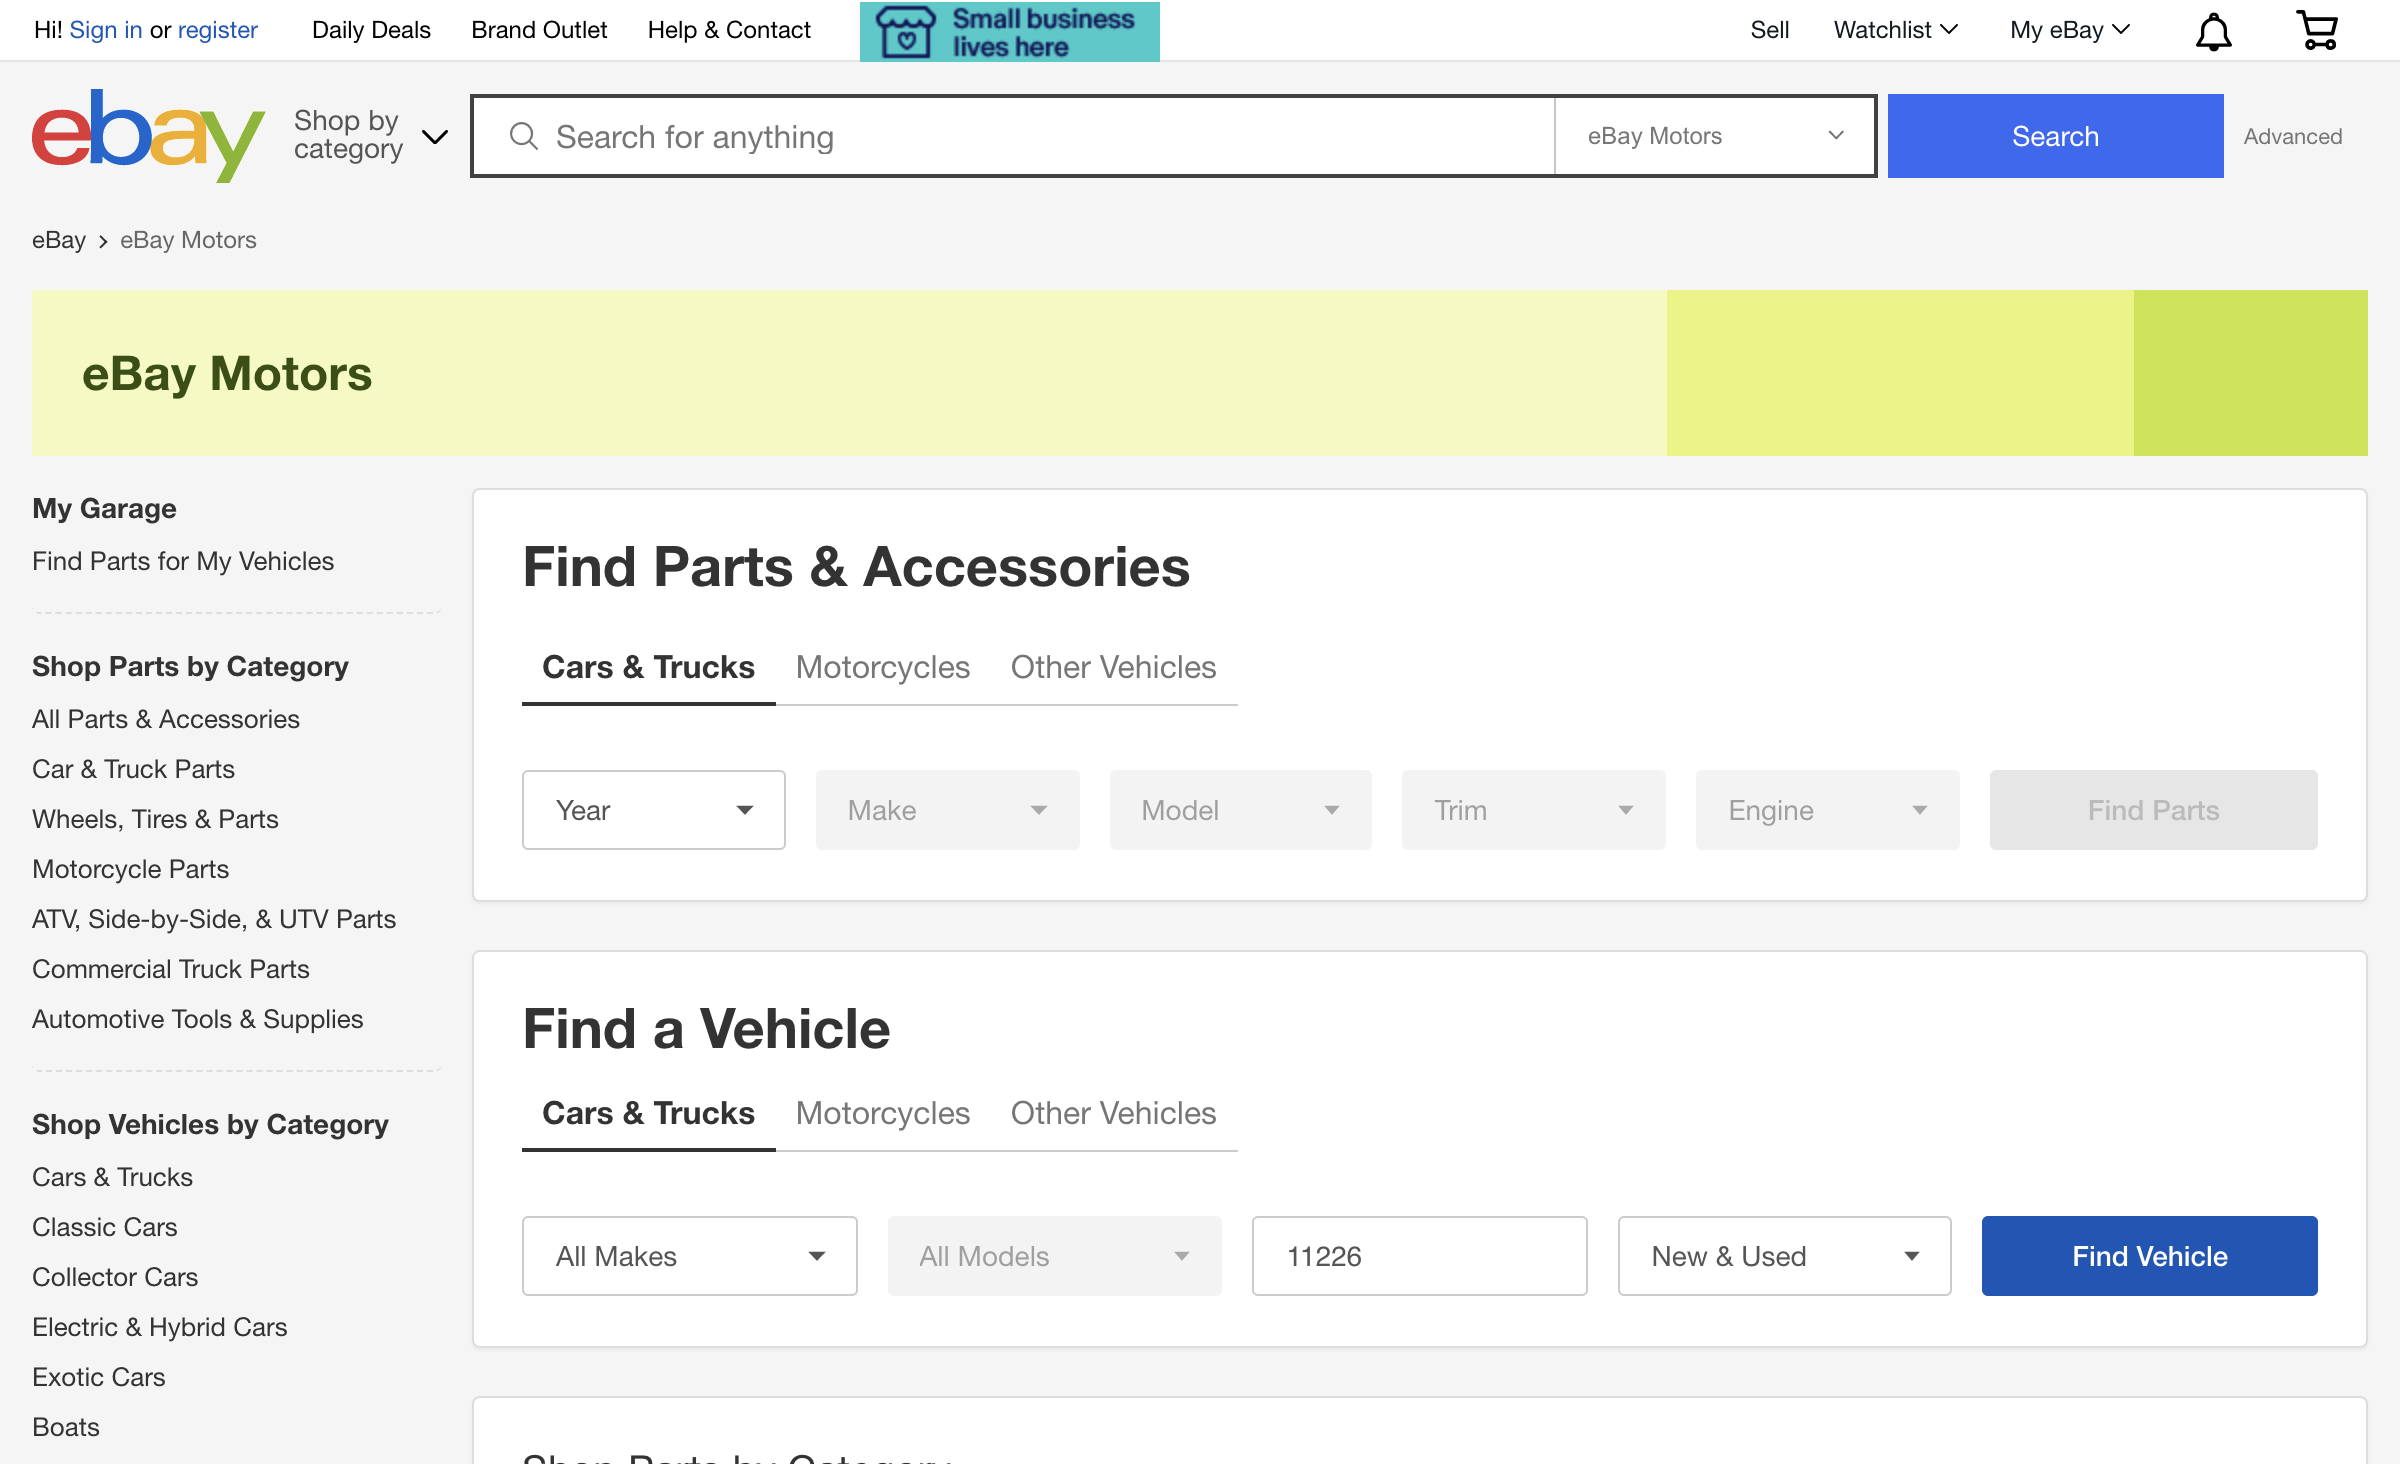 Hi! Sign in or register
Daily Deals
Brand Outlet
Help & Contact
Small business
lives here
Sell
Watchlist
My eBay
ebay
Shop by
category
Search for anything
eBay Motors
Search
Advanced
eBay > eBay Motors
eBay Motors
My Garage
Find Parts for My Vehicles
Shop Parts by Category
All Parts & Accessories
Car & Truck Parts
Wheels, Tires & Parts
Motorcycle Parts
ATV, Side-by-Side, & UTV Parts
Commercial Truck Parts
Automotive Tools & Supplies
Shop Vehicles by Category
Cars & Trucks
Classic Cars
Collector Cars
Electric & Hybrid Cars
Exotic Cars
Boats
Find Parts & Accessories
Cars & Trucks
Motorcycles
Other Vehicles
Year
Make
Model
Trim
Engine
Find Parts
Find a Vehicle
Cars & Trucks
Motorcycles
Other Vehicles
All Makes
All Models
11226
New & Used
Find Vehicle
Shop Parts by Category